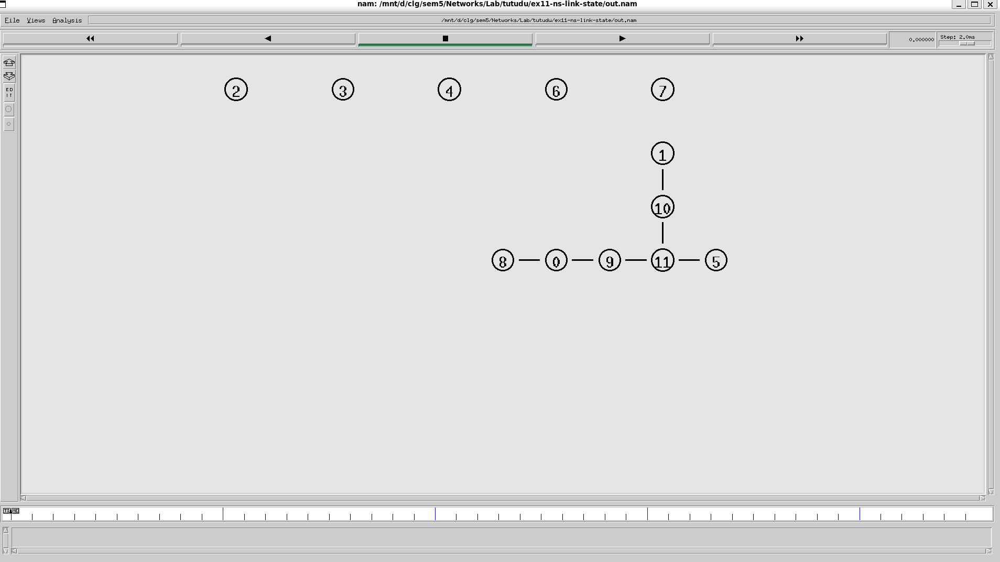 nam: /mnt/d/clg/sem5/Networks/Lab/tutudu/ex11-ns-link-state/out.nam
File Views Analysis /mnt/d/clg/sem5/Networks/Lab/tutudu/ex11-ns-link-state/out.nam
0.000000 Step: 2.0ms
ED
IT
2 3 4 6 7
1
10
8 0 9 11 5
TIME